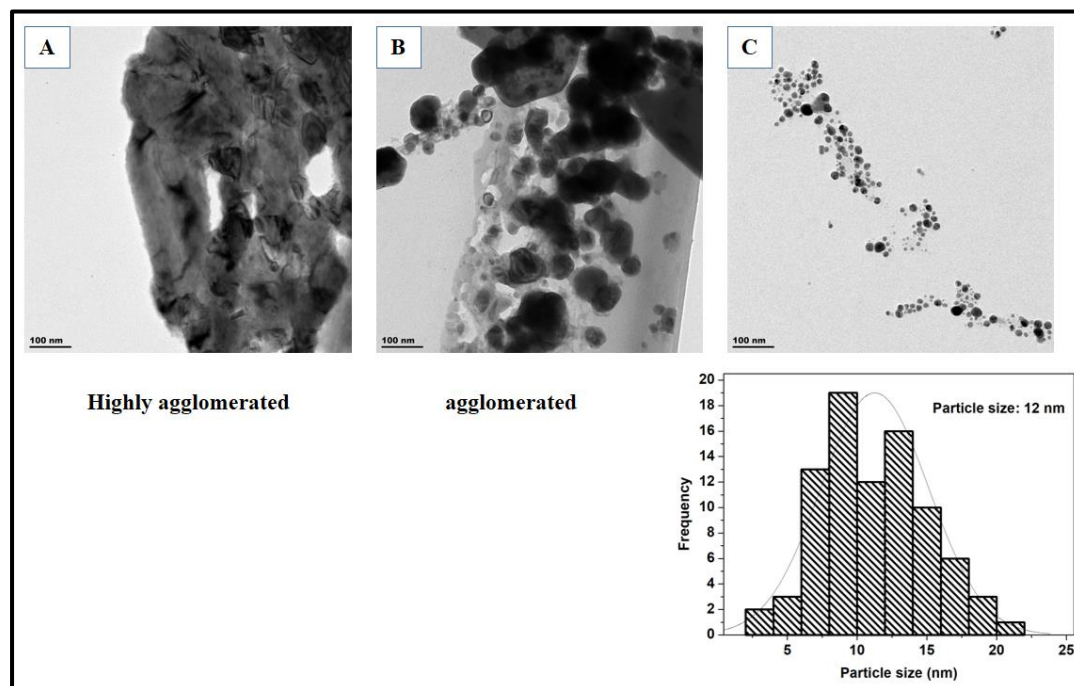 A
B
C
100 nm
100 nm
100 nm
Highly agglomerated
agglomerated
20
18
16
14
12
10
8
6
4
2
0
Frequency
Particle size: 12 nm
5 10 15 20 25
Particle size (nm)